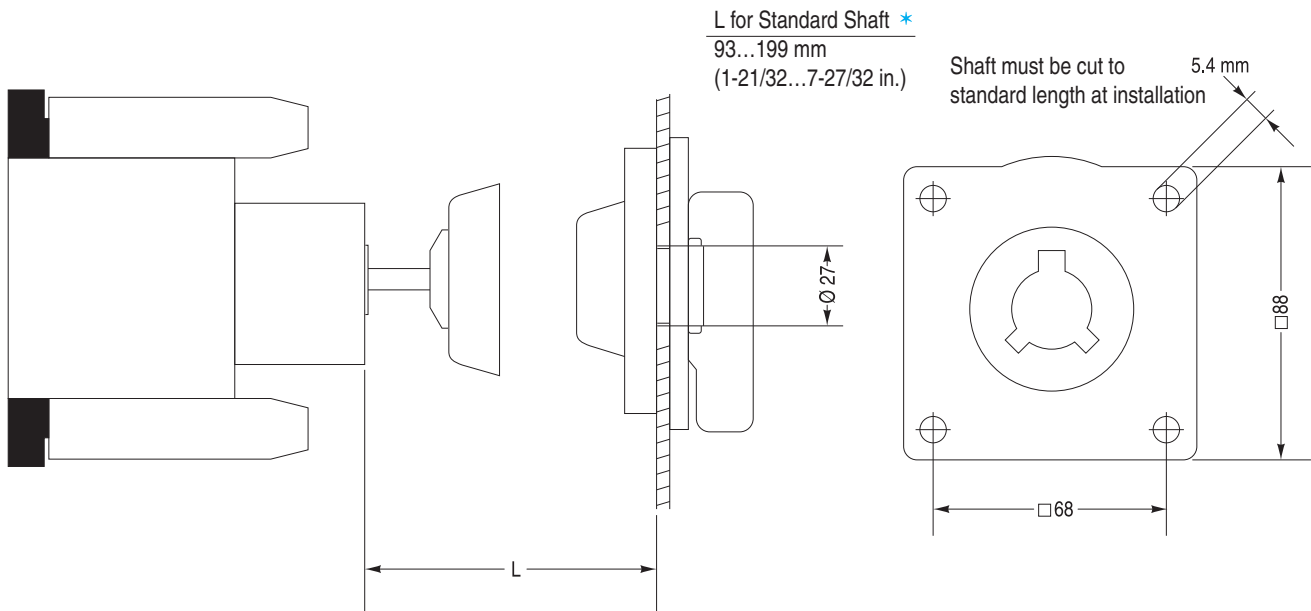 L for Standard Shaft *
93...199 mm
(1-21/32...7-27/32 in.)
Shaft must be cut to
standard length at installation
5.4 mm
Ø 27
□88
□68
L